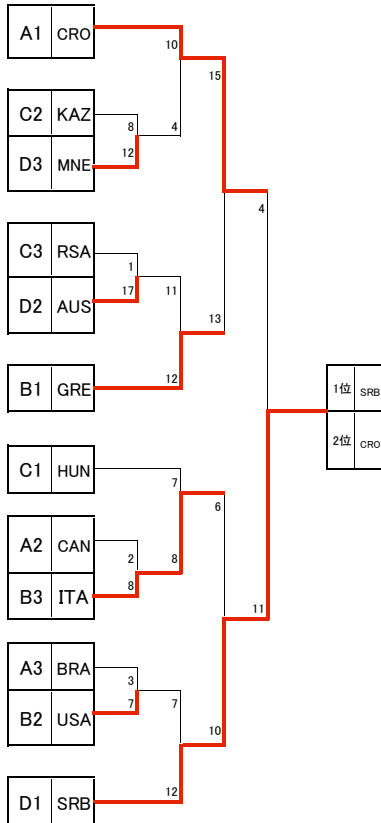 A1 CRO
10
15
C2 KAZ
8
4
D3 MNE
12
4
C3 RSA
1
D2 AUS
17
11
13
B1 GRE
12
1位 SRB
2位 CRO
C1 HUN
7
6
A2 CAN
2
8
B3 ITA
8
11
A3 BRA
3
B2 USA
7
7
10
D1 SRB
12